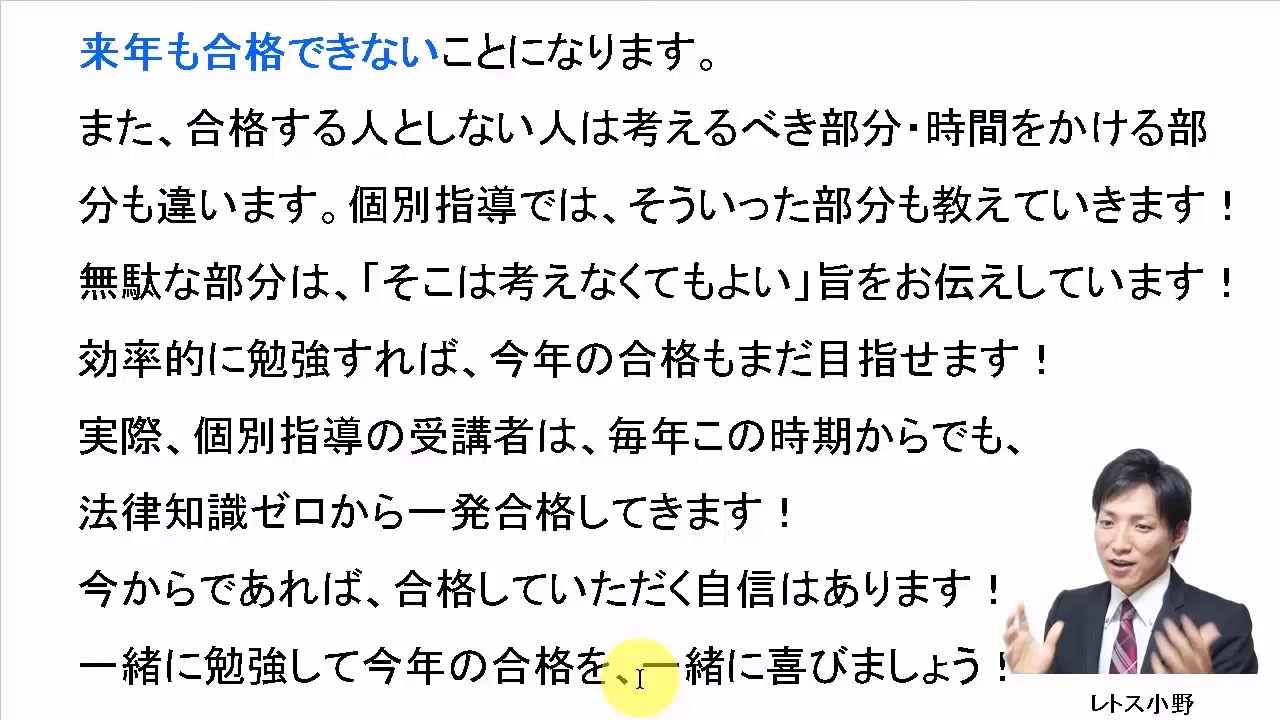 来年も合格できないことになります。
また、合格する人としない人は考えるべき部分・時間をかける部
分も違います。個別指導では、そういった部分も教えていきます！
無駄な部分は、「そこは考えなくてもよい」旨をお伝えしています！
効率的に勉強すれば、今年の合格もまだ目指せます！
実際、個別指導の受講者は、毎年この時期からでも、
法律知識ゼロから一発合格してきます！
今からであれば、合格していただく自信はあります！
一緒に勉強して今年の合格を、一緒に喜びましょう！
レトス小野